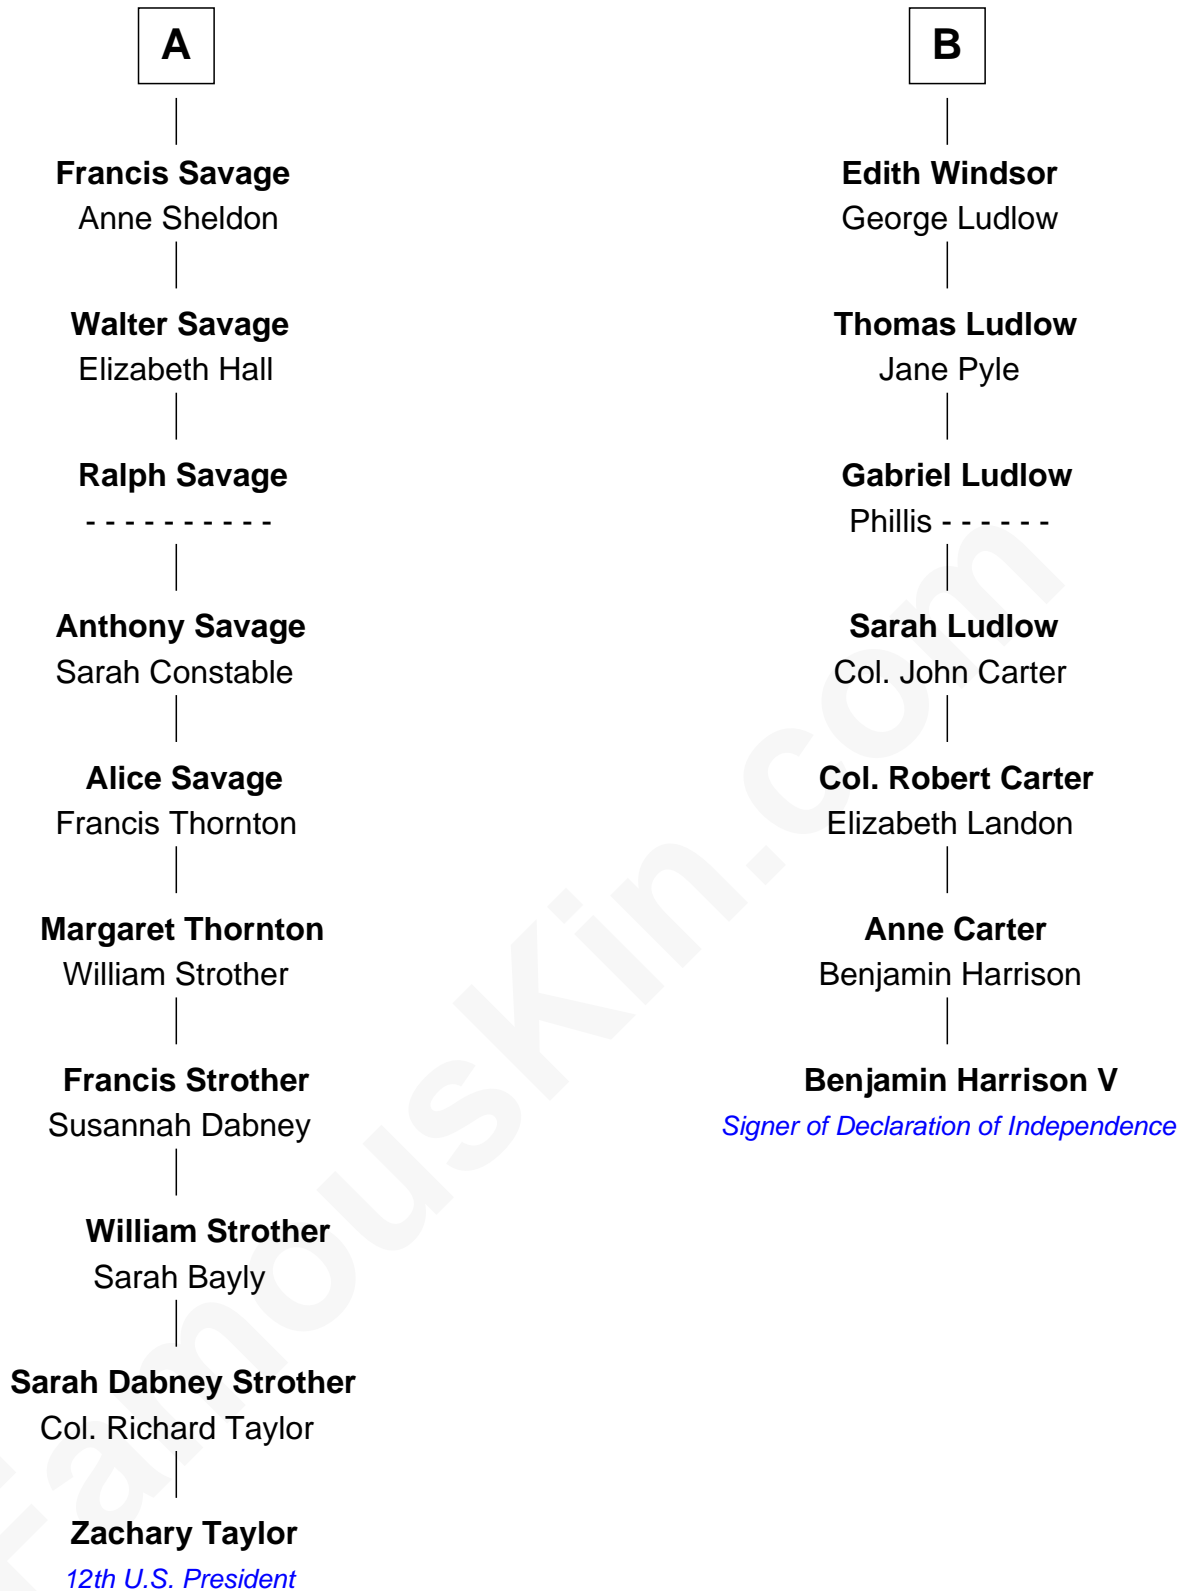 A
Francis Savage
Anne Sheldon
Walter Savage
Elizabeth Hall
Ralph Savage
- - - - - - - - - -
Anthony Savage
Sarah Constable
Alice Savage
Francis Thornton
Margaret Thornton
William Strother
Francis Strother
Susannah Dabney
William Strother
Sarah Bayly
Sarah Dabney Strother
Col. Richard Taylor
Zachary Taylor
12th U.S. President
B
Edith Windsor
George Ludlow
Thomas Ludlow
Jane Pyle
Gabriel Ludlow
Phillis - - - - - -
Sarah Ludlow
Col. John Carter
Col. Robert Carter
Elizabeth Landon
Anne Carter
Benjamin Harrison
Benjamin Harrison V
Signer of Declaration of Independence
FamousKin.com